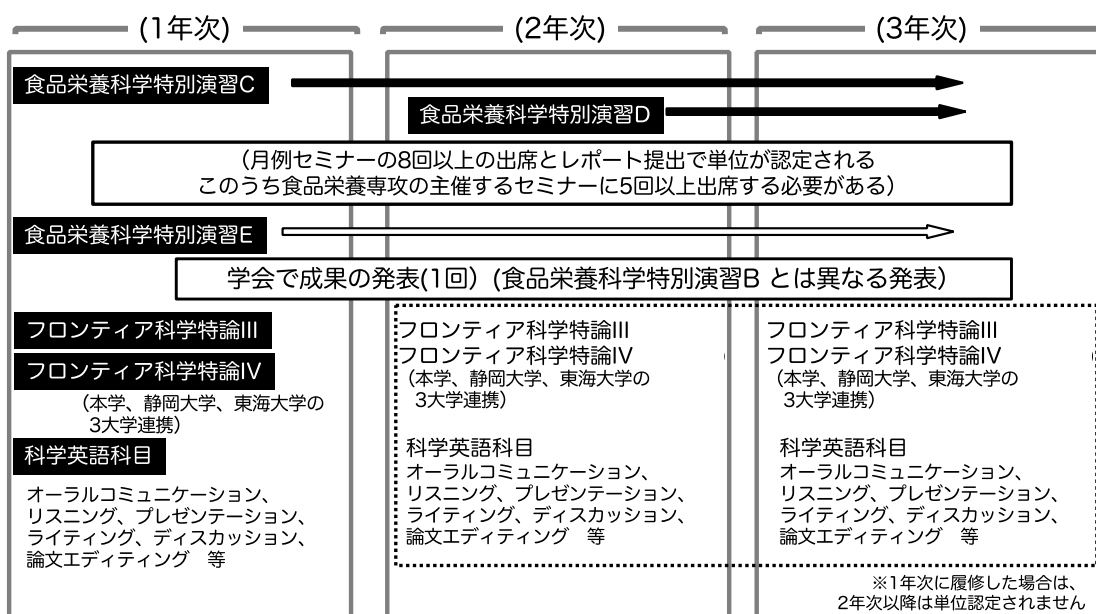 (1年次)
(2年次)
(3年次)
食品栄養科学特別演習C
食品栄養科学特別演習D
（月例セミナーの8回以上の出席とレポート提出で単位が認定される
このうち食品栄養専攻の主催するセミナーに5回以上出席する必要がある）
食品栄養科学特別演習E
学会で成果の発表(1回）(食品栄養科学特別演習B とは異なる発表）
フロンティア科学特論III
フロンティア科学特論IV
（本学、静岡大学、東海大学の
3大学連携）
科学英語科目
オーラルコミュニケーション、
リスニング、プレゼンテーション、
ライティング、ディスカッション、
論文エディティング　等
フロンティア科学特論III
フロンティア科学特論IV
（本学、静岡大学、東海大学の
3大学連携）
科学英語科目
オーラルコミュニケーション、
リスニング、プレゼンテーション、
ライティング、ディスカッション、
論文エディティング　等
フロンティア科学特論III
フロンティア科学特論IV
（本学、静岡大学、東海大学の
3大学連携）
科学英語科目
オーラルコミュニケーション、
リスニング、プレゼンテーション、
ライティング、ディスカッション、
論文エディティング　等
※1年次に履修した場合は、
2年次以降は単位認定されません